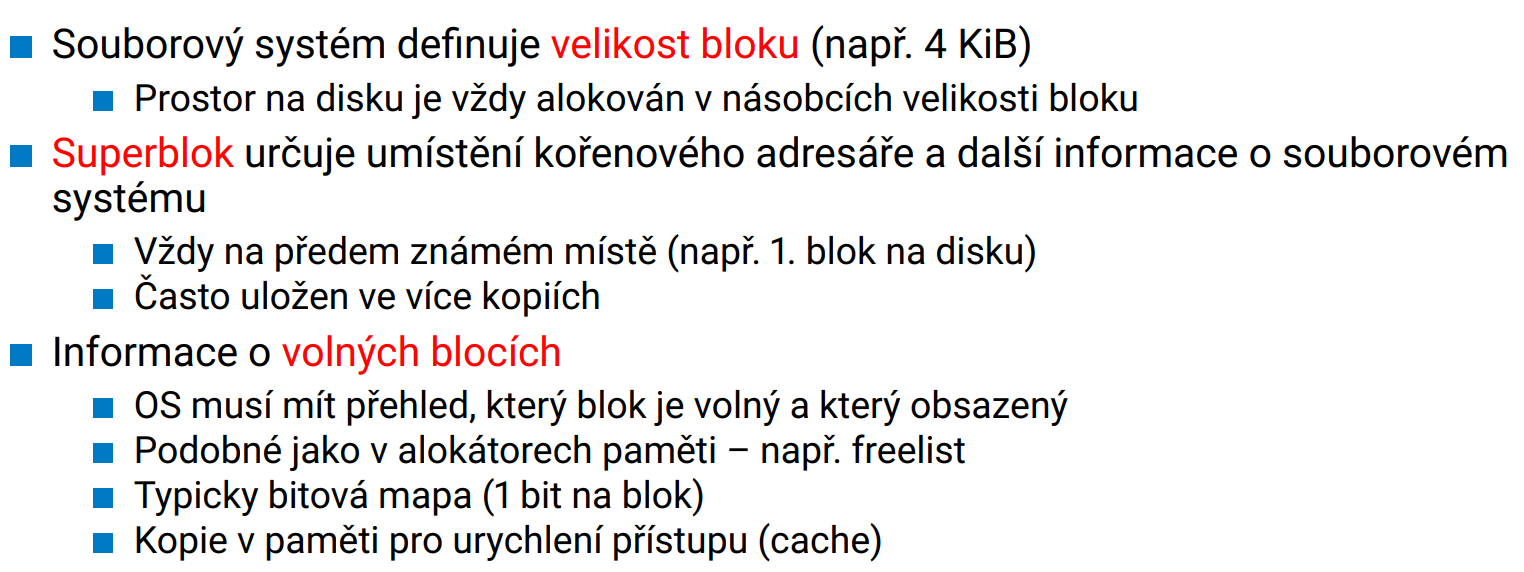 Souborový systém definuje velikost bloku (např. 4 KiB)
Prostor na disku je vždy alokován v násobcích velikosti bloku
Superblok určuje umístění kořenového adresáře a další informace o souborovém
systému
Vždy na předem známém místě (např. 1. blok na disku)
Často uložen ve více kopiích
Informace o volných blocích
OS musí mít přehled, který blok je volný a který obsazený
Podobné jako v alokátorech paměti – např. freelist
Typicky bitová mapa (1 bit na blok)
Kopie v paměti pro urychlení přístupu (cache)